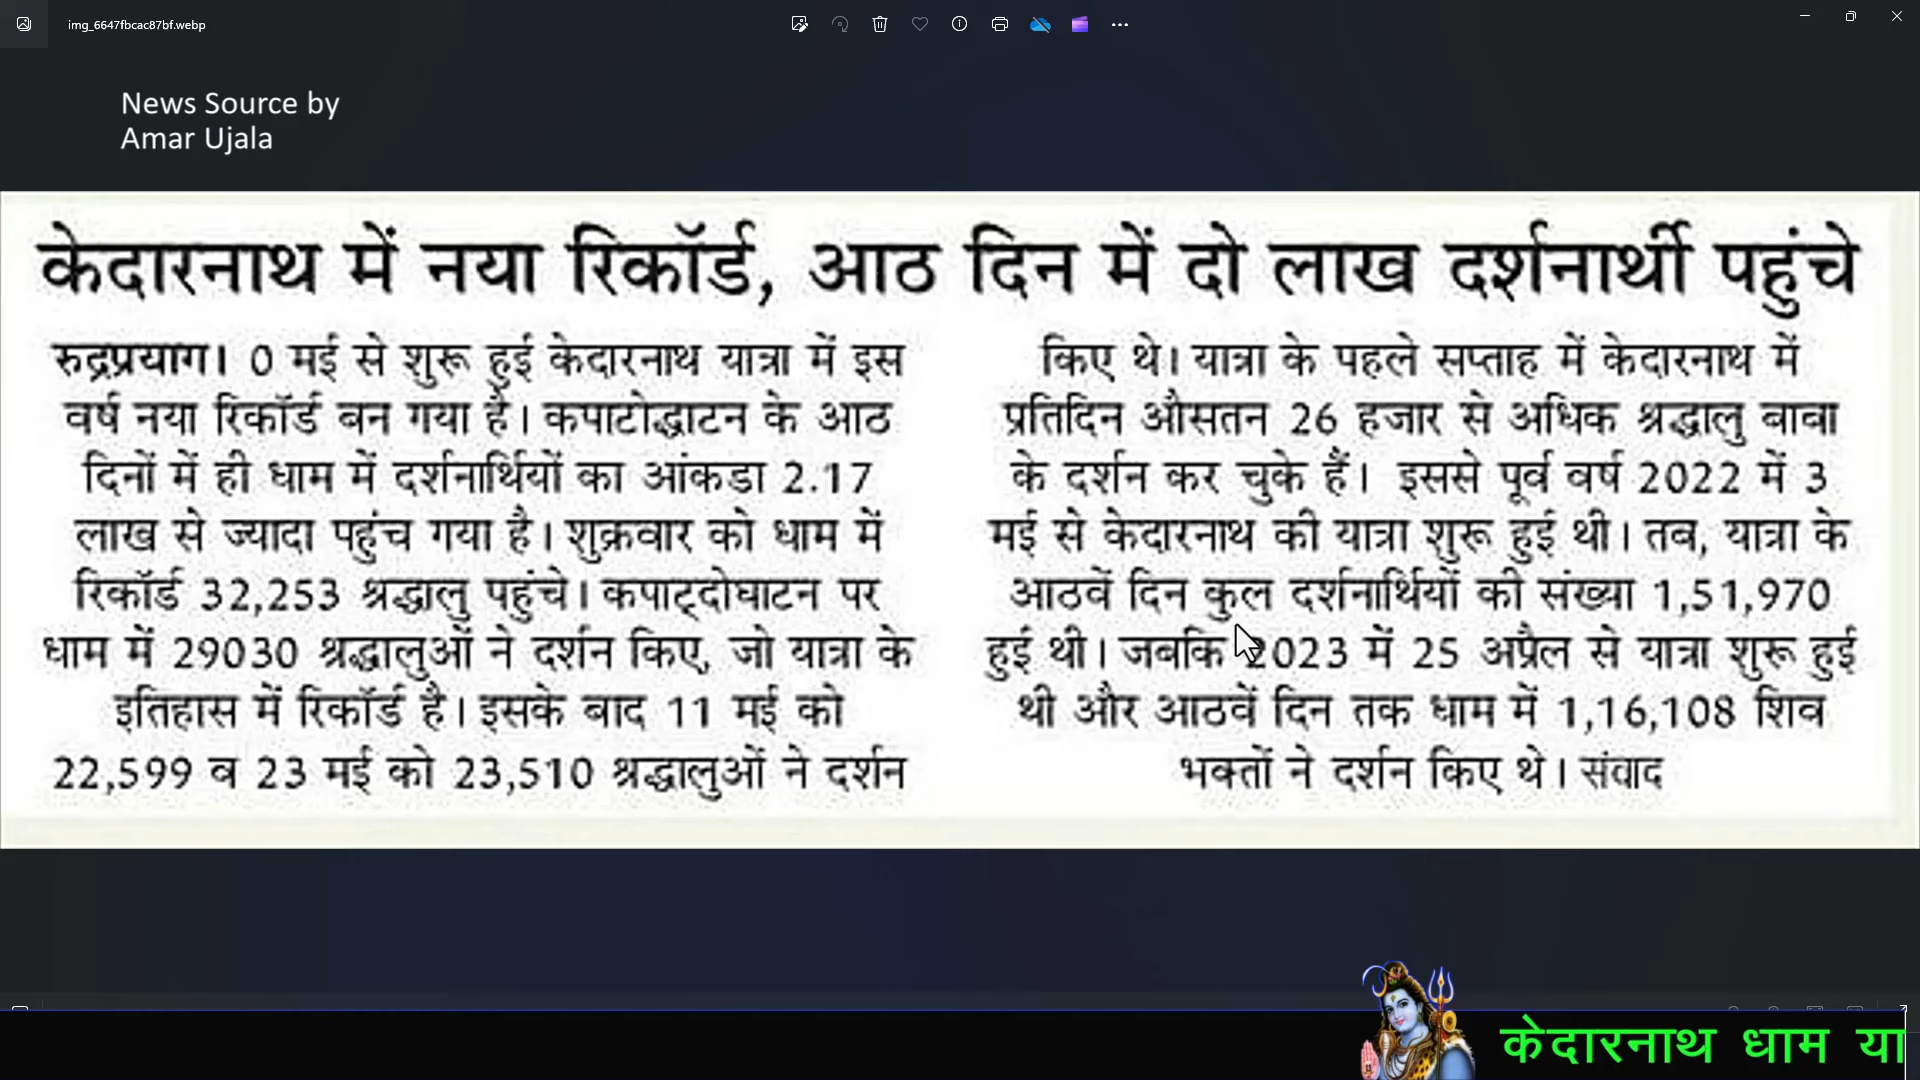 img_6647fbcac87bf.webp
News Source by
Amar Ujala
केदारनाथ में नया रिकॉर्ड, आठ दिन में दो लाख दर्शनार्थी पहुंचे
रुद्रप्रयाग। 0 मई से शुरू हुई केदारनाथ यात्रा में इस
वर्ष नया रिकॉर्ड बन गया है। कपाटोद्धाटन के आठ
दिनों में ही धाम में दर्शनार्थियों का आंकडा 2.17
लाख से ज्यादा पहुंच गया है। शुक्रवार को धाम में
रिकॉर्ड 32,253 श्रद्धालु पहुंचे। कपाट्दोघाटन पर
धाम में 29030 श्रद्धालुओं ने दर्शन किए, जो यात्रा के
इतिहास में रिकॉर्ड है। इसके बाद 11 मई को
22,599 व 23 मई को 23,510 श्रद्धालुओं ने दर्शन
किए थे। यात्रा के पहले सप्ताह में केदारनाथ में
प्रतिदिन औसतन 26 हजार से अधिक श्रद्धालु बाबा
के दर्शन कर चुके हैं। इससे पूर्व वर्ष 2022 में 3
मई से केदारनाथ की यात्रा शुरू हुई थी। तब, यात्रा के
आठवें दिन कुल दर्शनार्थियों की संख्या 1,51,970
हुई थी। जबकि 2023 में 25 अप्रैल से यात्रा शुरू हुई
थी और आठवें दिन तक धाम में 1,16,108 शिव
भक्तों ने दर्शन किए थे। संवाद
केदारनाथ धाम या